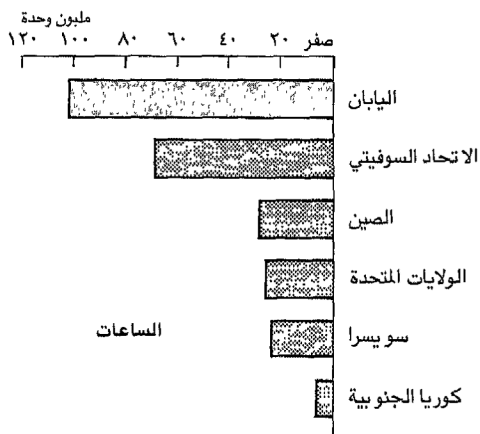 مليون وحدة
صفر ٢٠ ٤٠ ٦٠ ٨٠ ١٠٠ ١٢٠
اليابان
الاتحاد السوفيتي
الصين
الولايات المتحدة
سويسرا
الساعات
كوريا الجنوبية